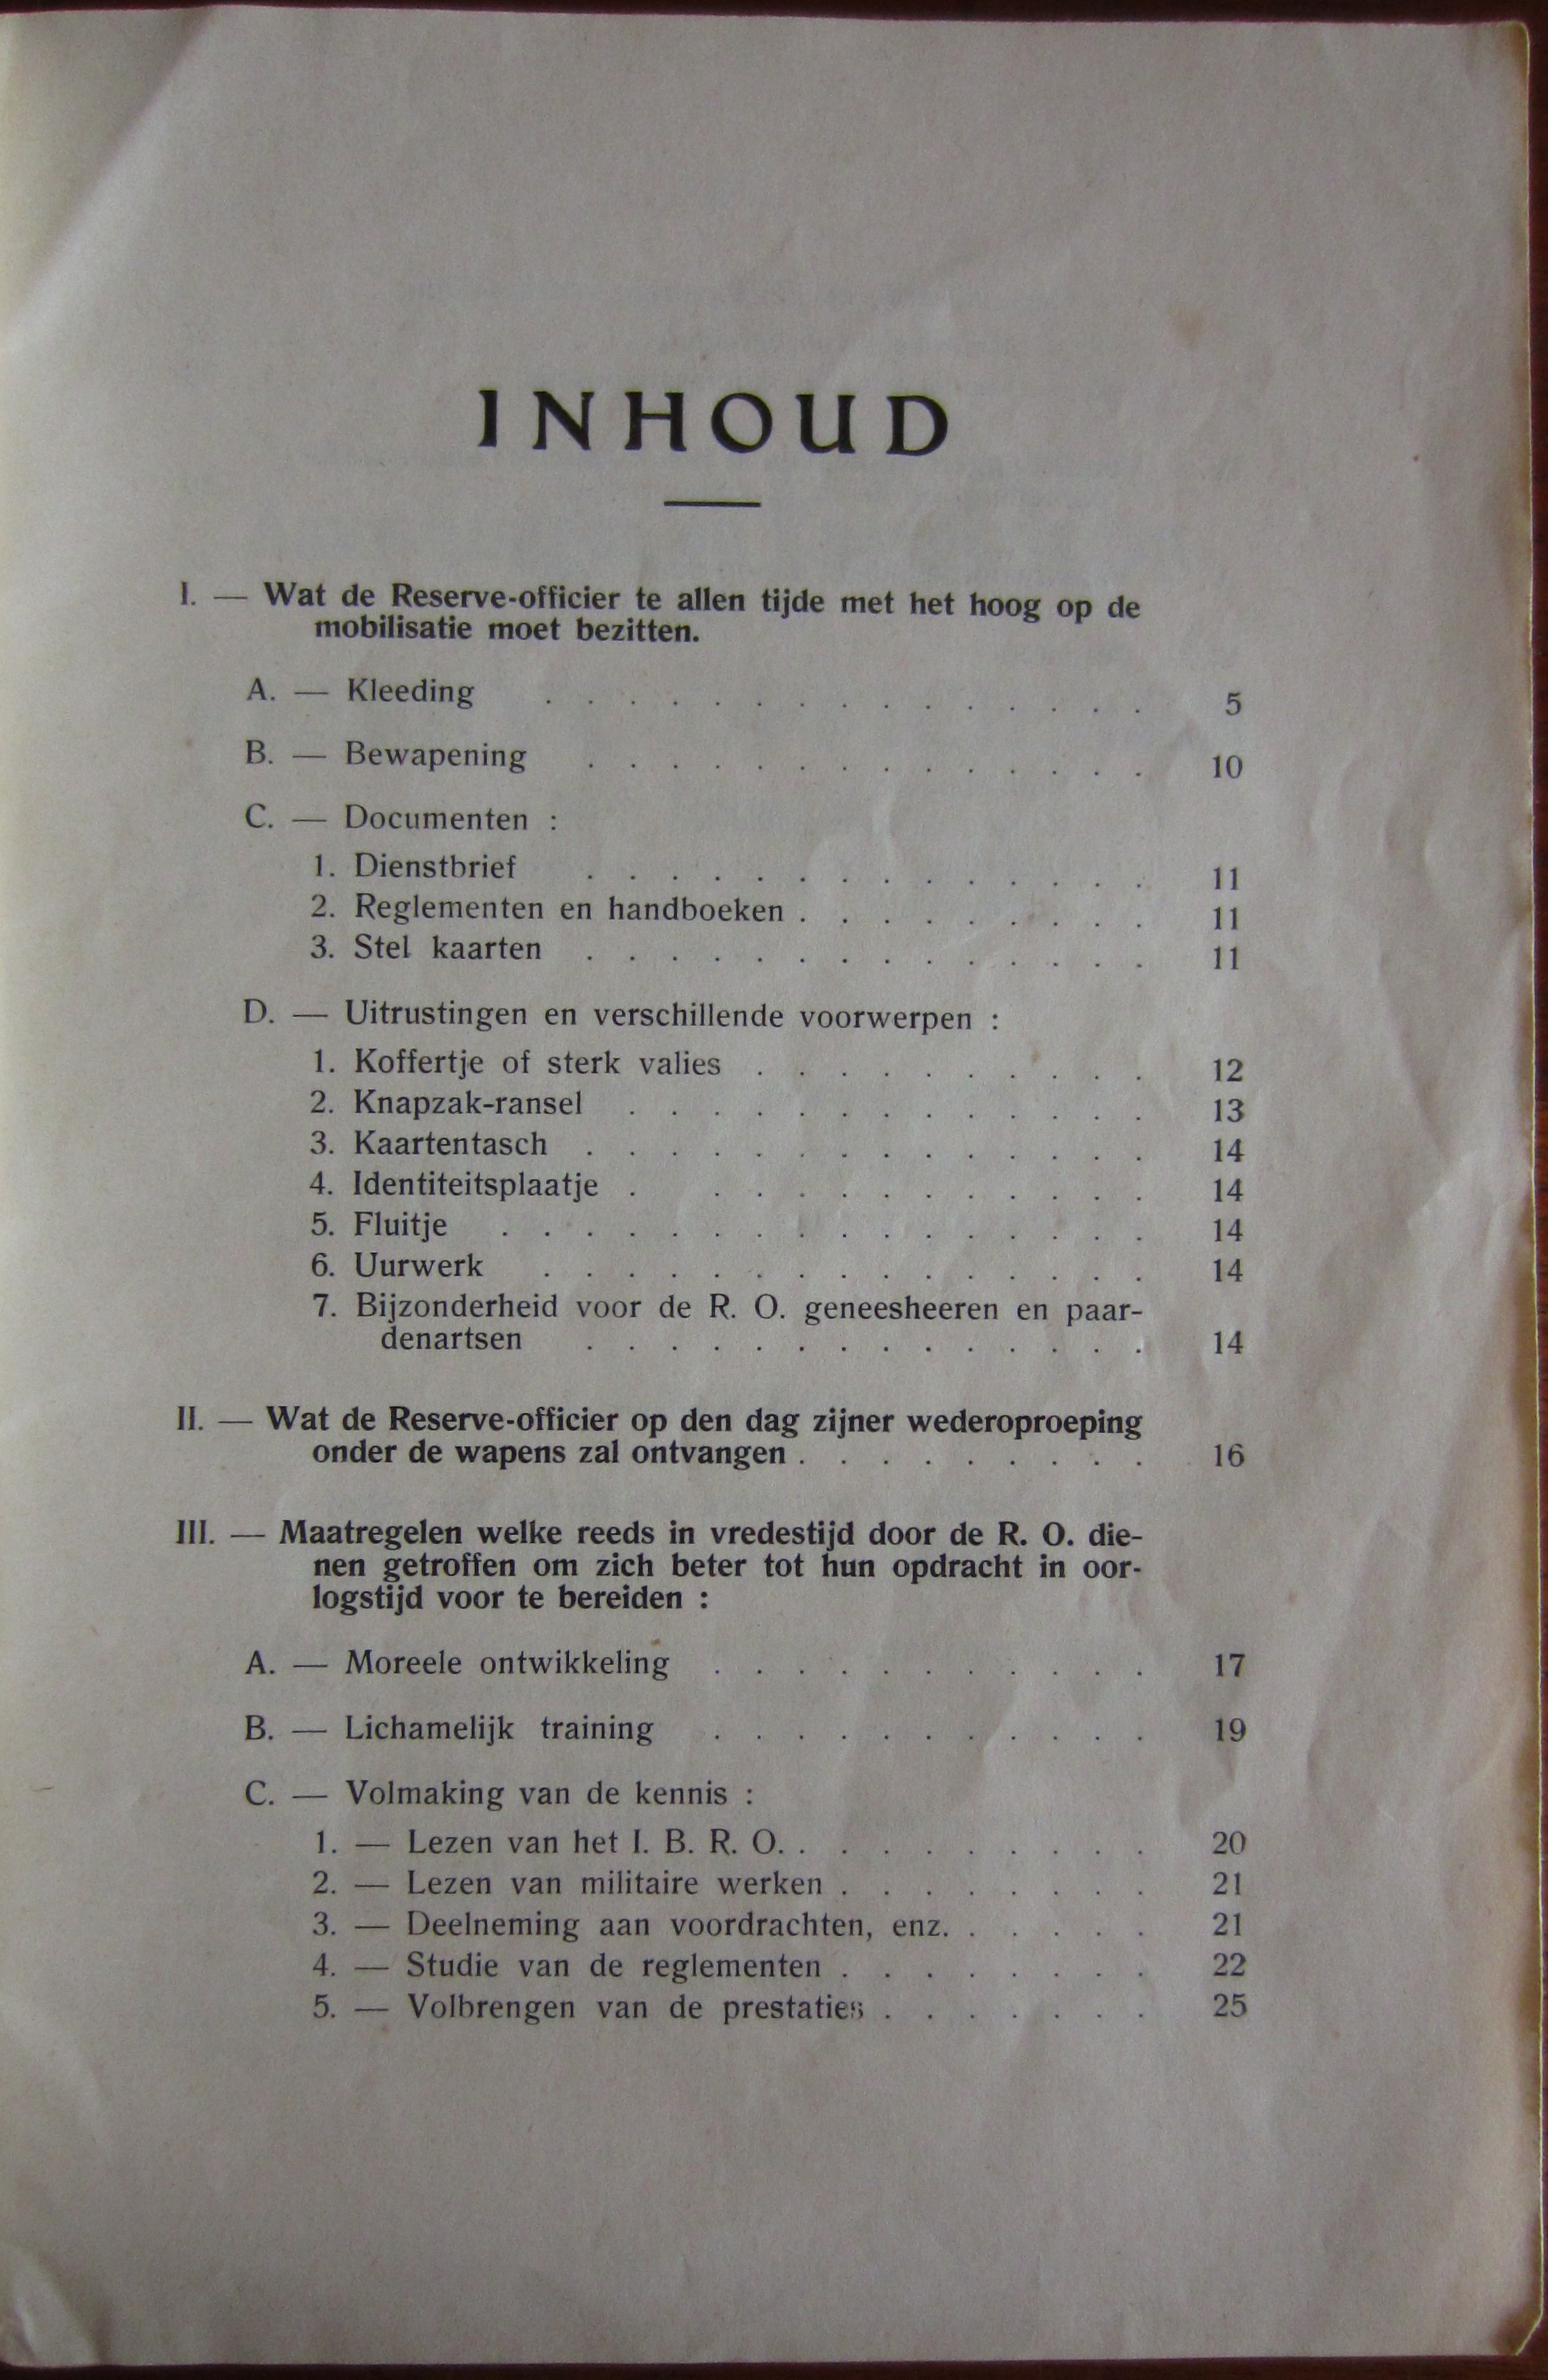 INHOUD
I. — Wat de Reserve-officier te allen tijde met het hoog op de
mobilisatie moet bezitten.
A. — Kleeding . . . . . . . . . . . . . . . 5
B. — Bewapening . . . . . . . . . . . . . . 10
C. — Documenten :
1. Dienstbrief . . . . . . . . . . . . . . 11
2. Reglementen en handboeken . . . . . . . . . 11
3. Stel kaarten . . . . . . . . . . . . . . 11
D. — Uitrustingen en verschillende voorwerpen :
1. Koffertje of sterk valies . . . . . . . . . . 12
2. Knapzak-ransel . . . . . . . . . . . . . 13
3. Kaartentasch . . . . . . . . . . . . . . 14
4. Identiteitsplaatje . . . . . . . . . . . . 14
5. Fluitje . . . . . . . . . . . . . . . . 14
6. Uurwerk . . . . . . . . . . . . . . . 14
7. Bijzonderheid voor de R. O. geneesheeren en paar-
denartsen . . . . . . . . . . . . . . 14
II. — Wat de Reserve-officier op den dag zijner wederoproeping
onder de wapens zal ontvangen . . . . . . . . . 16
III. — Maatregelen welke reeds in vredestijd door de R. O. die-
nen getroffen om zich beter tot hun opdracht in oor-
logstijd voor te bereiden :
A. — Moreele ontwikkeling . . . . . . . . . . . 17
B. — Lichamelijk training . . . . . . . . . . . 19
C. — Volmaking van de kennis :
1. — Lezen van het I. B. R. O. . . . . . . . . . 20
2. — Lezen van militaire werken . . . . . . . . 21
3. — Deelneming aan voordrachten, enz. . . . . . 21
4. — Studie van de reglementen . . . . . . . . 22
5. — Volbrengen van de prestaties . . . . . . . 25